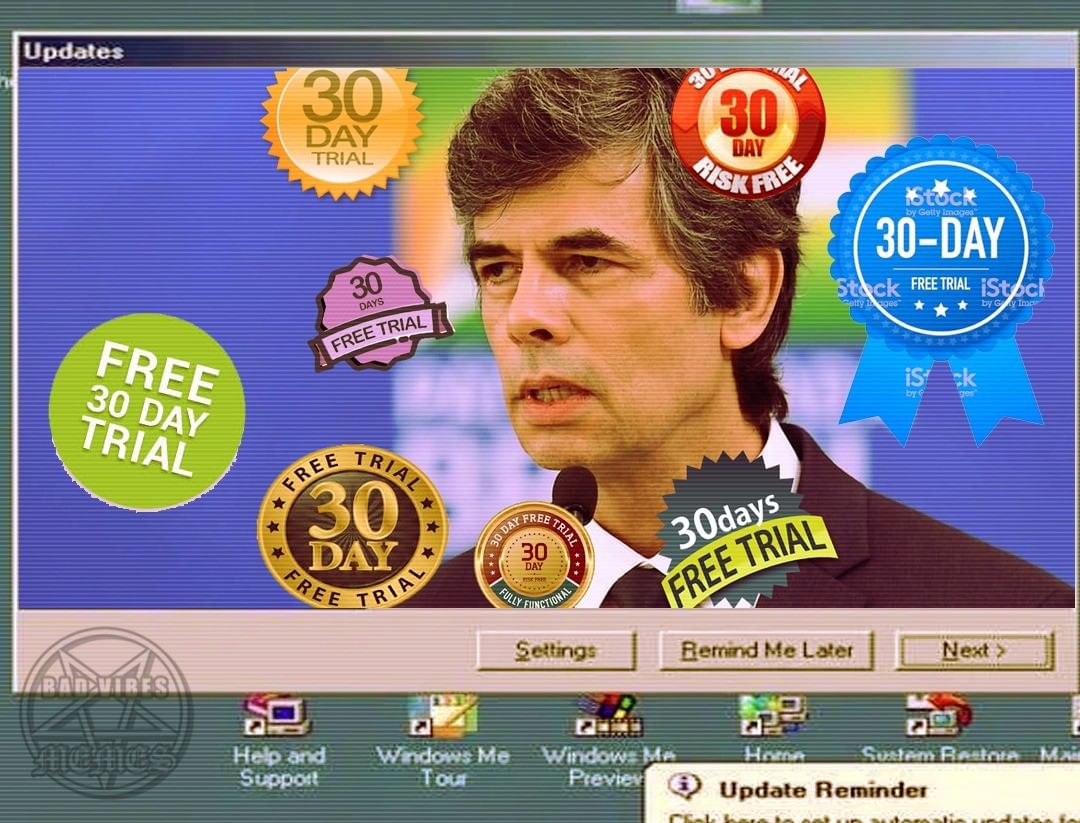 Updates
30
DAY
TRIAL
30
DAY
RISK FREE
iStock
by Getty Images™
30-DAY
FREE TRIAL
iStock
by Getty Images
30
DAYS
FREE TRIAL
FREE
30 DAY
TRIAL
FREE TRIAL
30
DAY
FREE TRIAL
30 DAY FREE TRIAL
30
DAY
RISK FREE
FULLY FUNCTIONAL
30days
FREE TRIAL
iStock
Settings
Remind Me Later
Next >
BAD VIBES
memes
Help and
Support
Windows Me
Tour
Windows Me
Preview
Home
System Restore
Update Reminder
Click here to set up automatic updates